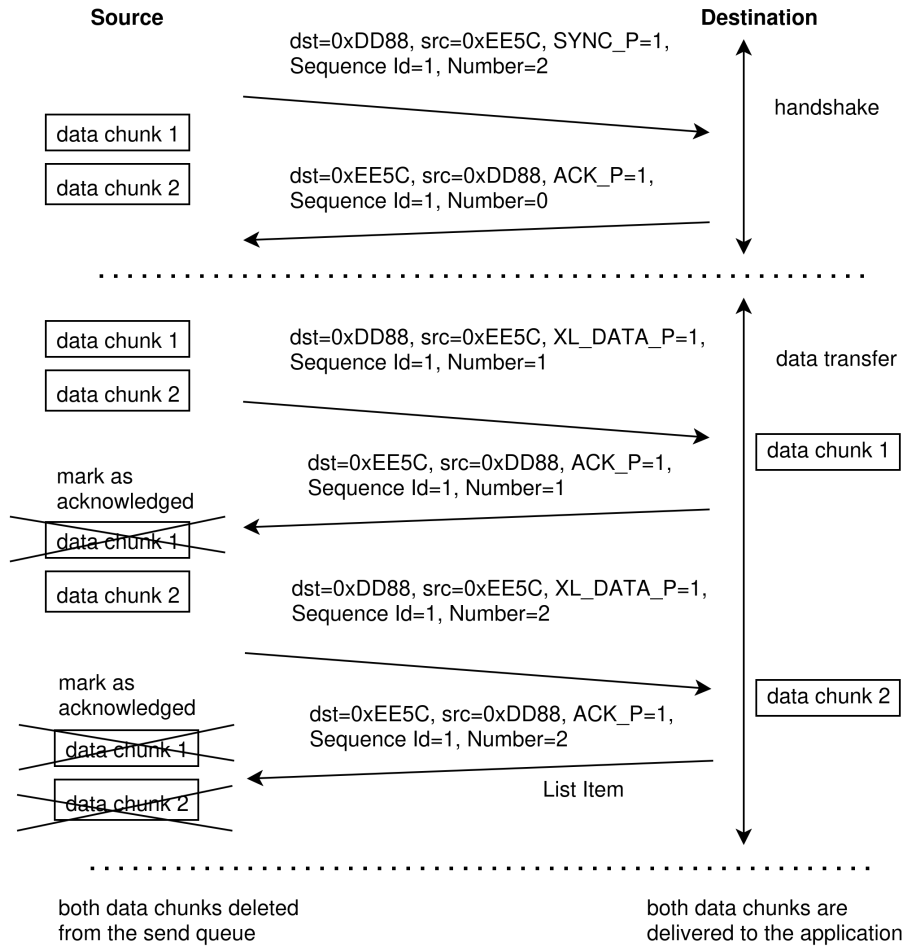 Source
Destination
dst=0xDD88, src=0xEE5C, SYNC_P=1,
Sequence Id=1, Number=2
handshake
data chunk 1
data chunk 2
dst=0xEE5C, src=0xDD88, ACK_P=1,
Sequence Id=1, Number=0
data chunk 1
data chunk 2
dst=0xDD88, src=0xEE5C, XL_DATA_P=1,
Sequence Id=1, Number=1
data transfer
data chunk 1
dst=0xEE5C, src=0xDD88, ACK_P=1,
Sequence Id=1, Number=1
mark as
acknowledged
data chunk 1
data chunk 2
dst=0xDD88, src=0xEE5C, XL_DATA_P=1,
Sequence Id=1, Number=2
data chunk 2
mark as
acknowledged
dst=0xEE5C, src=0xDD88, ACK_P=1,
Sequence Id=1, Number=2
data chunk 1
data chunk 2
List Item
both data chunks deleted
from the send queue
both data chunks are
delivered to the application